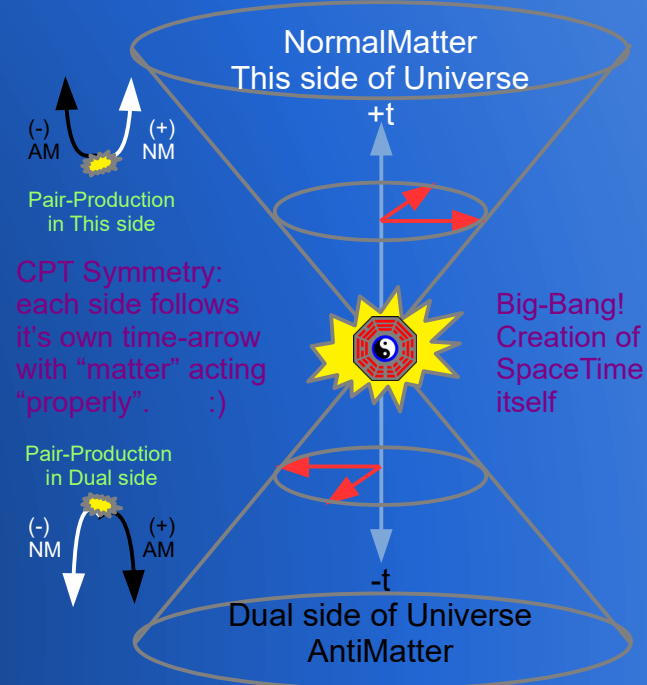 NormalMatter
This side of Universe
+t
(-)
AM
(+)
NM
Pair-Production
in This side
CPT Symmetry:
each side follows
it's own time-arrow
with “matter” acting
“properly”. :)
Big-Bang!
Creation of
SpaceTime
itself
Pair-Production
in Dual side
(-)
NM
(+)
AM
-t
Dual side of Universe
AntiMatter